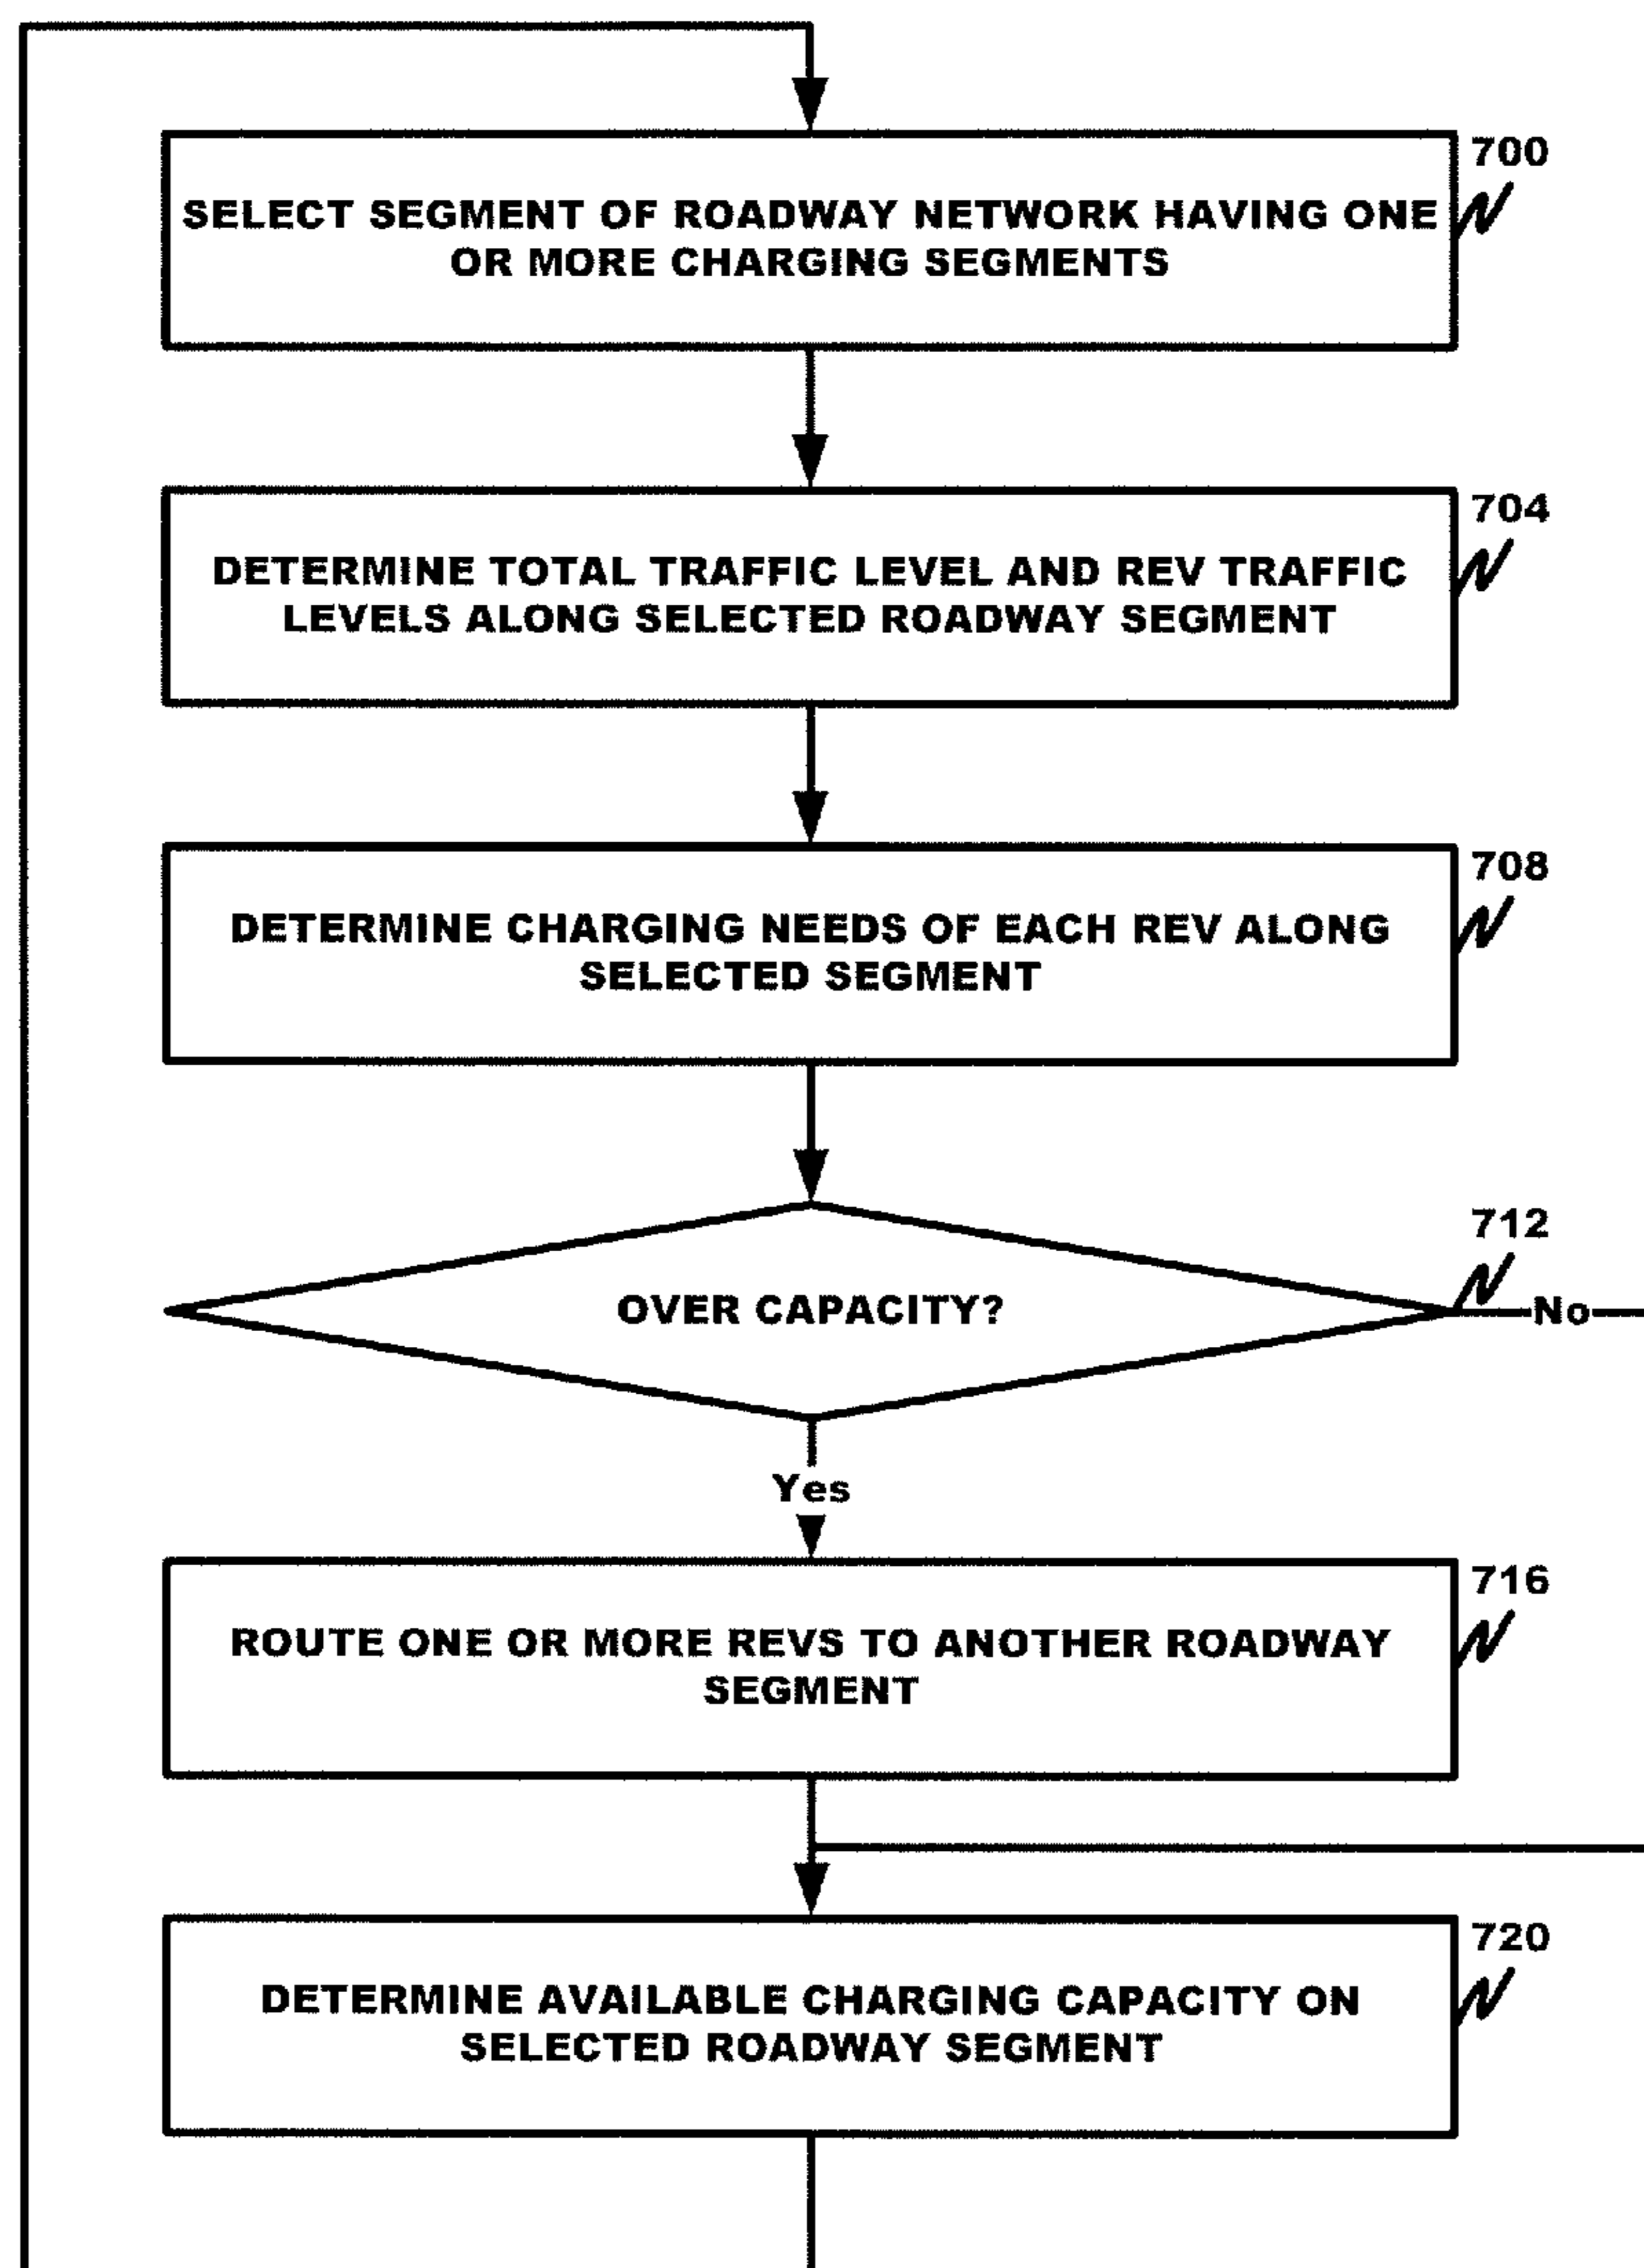 700
SELECT SEGMENT OF ROADWAY NETWORK HAVING ONE
OR MORE CHARGING SEGMENTS
704
DETERMINE TOTAL TRAFFIC LEVEL AND REV TRAFFIC
LEVELS ALONG SELECTED ROADWAY SEGMENT
708
DETERMINE CHARGING NEEDS OF EACH REV ALONG
SELECTED SEGMENT
712
OVER CAPACITY?
No
Yes
716
ROUTE ONE OR MORE REVS TO ANOTHER ROADWAY
SEGMENT
720
DETERMINE AVAILABLE CHARGING CAPACITY ON
SELECTED ROADWAY SEGMENT